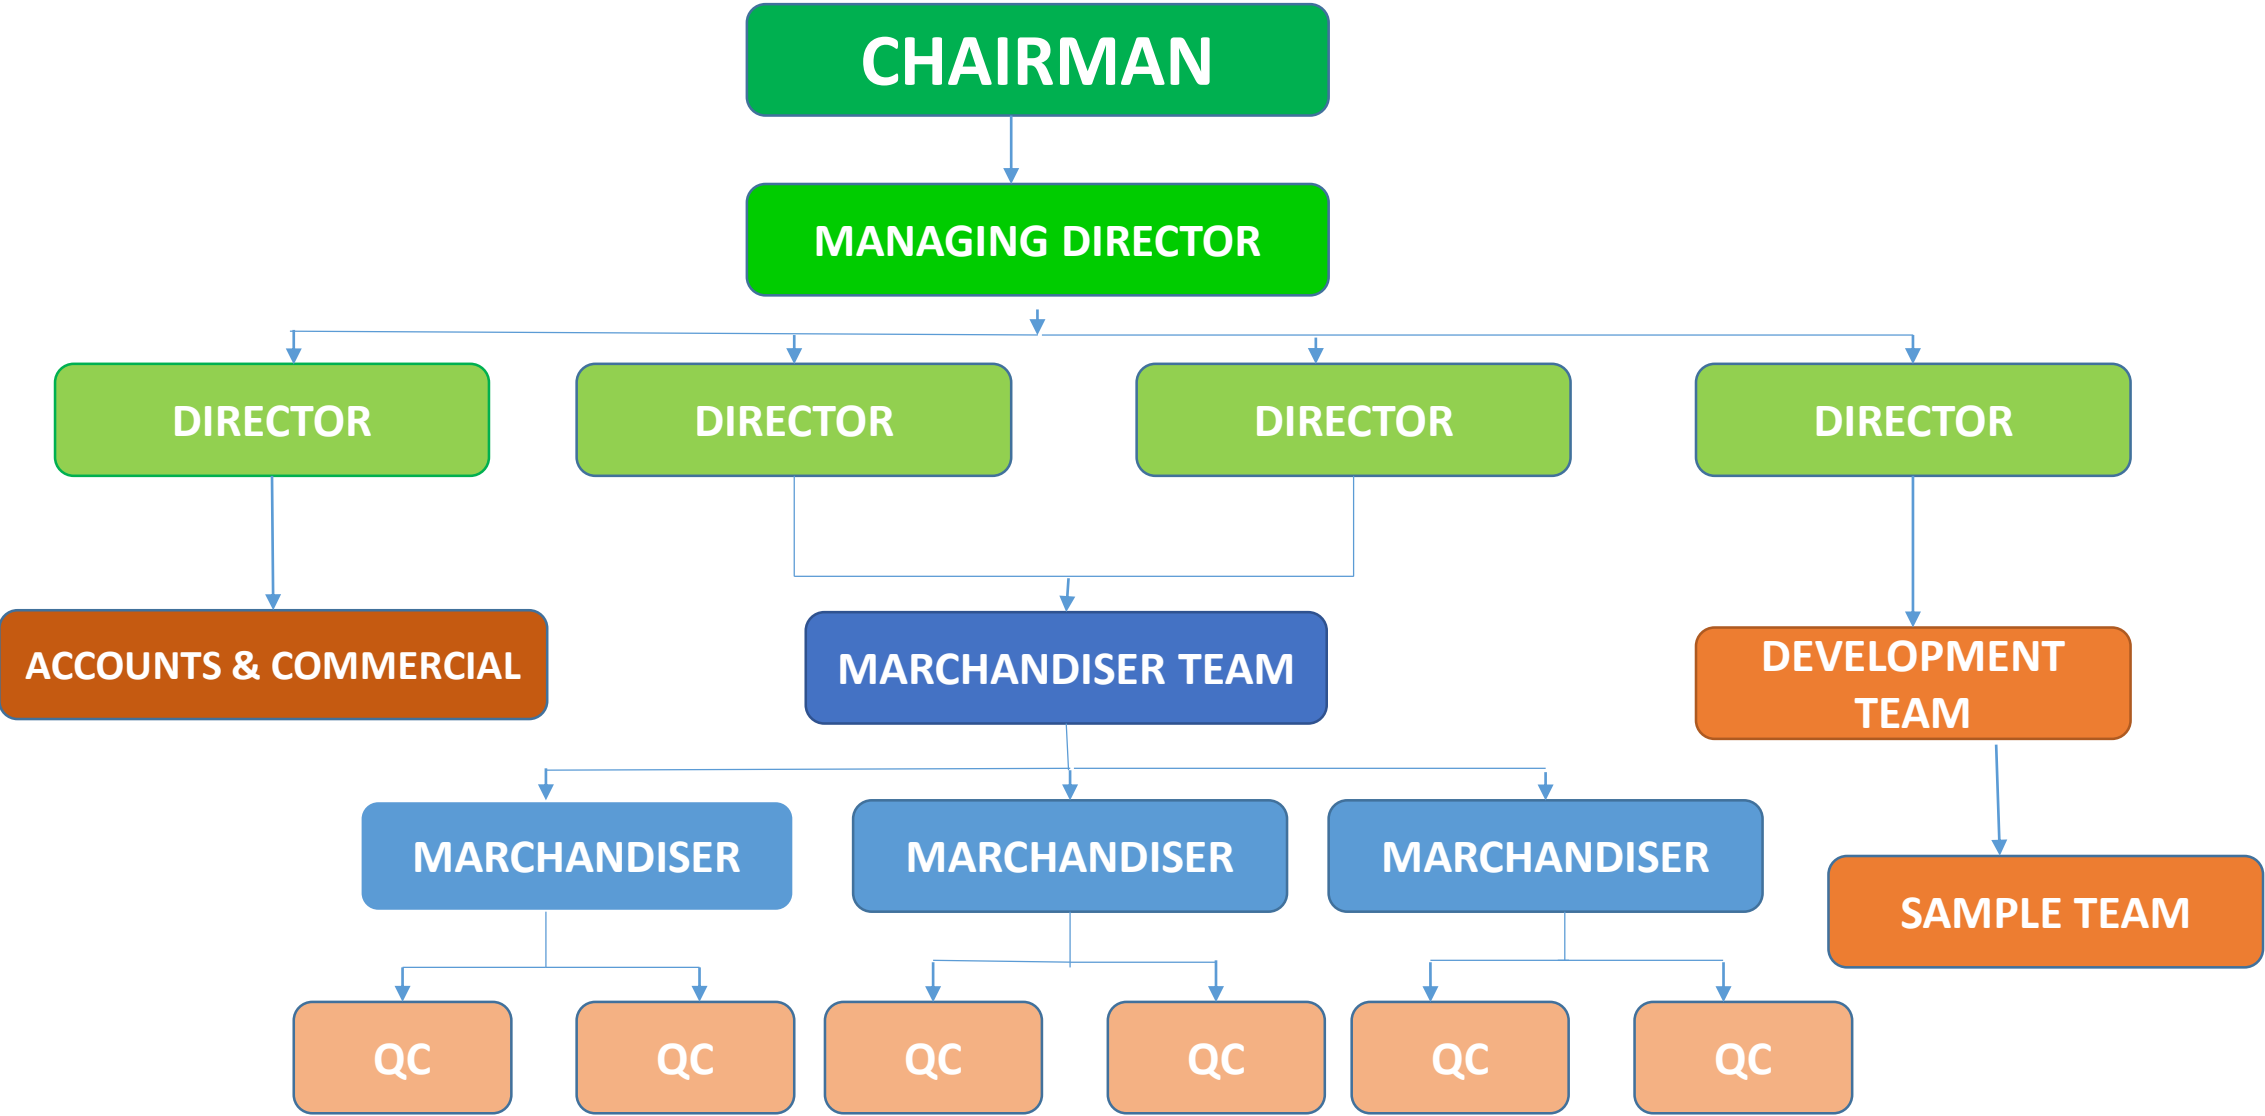 CHAIRMAN
MANAGING DIRECTOR
DIRECTOR
DIRECTOR
DIRECTOR
DIRECTOR
ACCOUNTS & COMMERCIAL
MARCHANDISER TEAM
DEVELOPMENT
TEAM
MARCHANDISER
MARCHANDISER
MARCHANDISER
SAMPLE TEAM
QC
QC
QC
QC
QC
QC